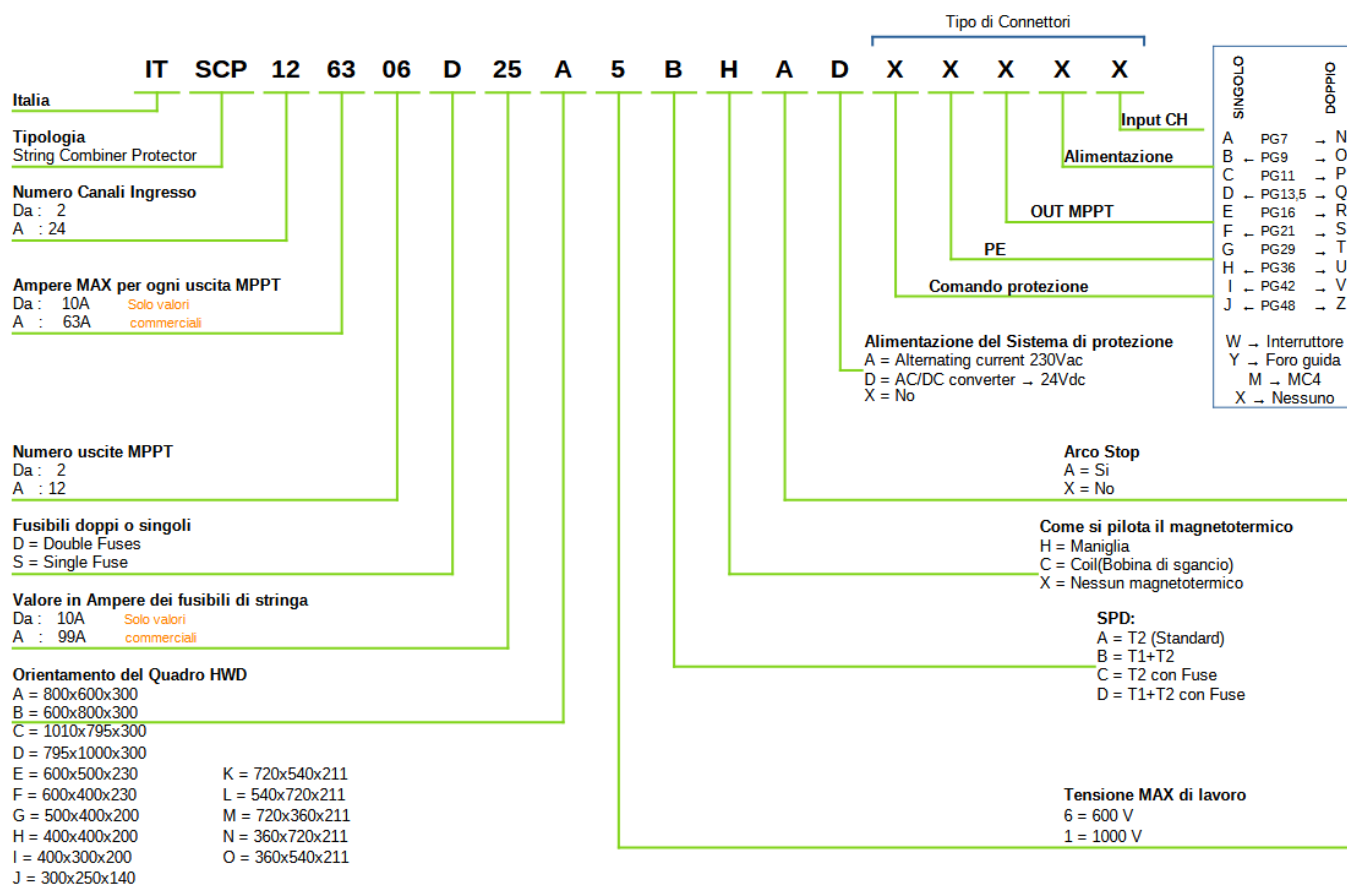 Tipo di Connettori
IT SCP 12 63 06 D 25 A 5 B H A D X X X X X
Italia
Tipologia
String Combiner Protector
Numero Canali Ingresso
Da : 2
A : 24
Ampere MAX per ogni uscita MPPT
Da : 10A Solo valori
A : 63A commerciali
Numero uscite MPPT
Da : 2
A : 12
Fusibili doppi o singoli
D = Double Fuses
S = Single Fuse
Valore in Ampere dei fusibili di stringa
Da : 10A Solo valori
A : 99A commerciali
Orientamento del Quadro HWD
A = 800x600x300
B = 600x800x300
C = 1010x795x300
D = 795x1000x300
E = 600x500x230
F = 600x400x230
G = 500x400x200
H = 400x400x200
I = 400x300x200
J = 300x250x140
K = 720x540x211
L = 540x720x211
M = 720x360x211
N = 360x720x211
O = 360x540x211
Input CH
Alimentazione
OUT MPPT
PE
Comando protezione
SINGOLO DOPPIO
A PG7 → N
B ← PG9 → O
C PG11 → P
D ← PG13,5 → Q
E PG16 → R
F ← PG21 → S
G PG29 → T
H ← PG36 → U
I ← PG42 → V
J ← PG48 → Z
W → Interruttore
Y → Foro guida
M → MC4
X → Nessuno
Alimentazione del Sistema di protezione
A = Alternating current 230Vac
D = AC/DC converter → 24Vdc
X = No
Arco Stop
A = Si
X = No
Come si pilota il magnetotermico
H = Maniglia
C = Coil(Bobina di sgancio)
X = Nessun magnetotermico
SPD:
A = T2 (Standard)
B = T1+T2
C = T2 con Fuse
D = T1+T2 con Fuse
Tensione MAX di lavoro
6 = 600 V
1 = 1000 V